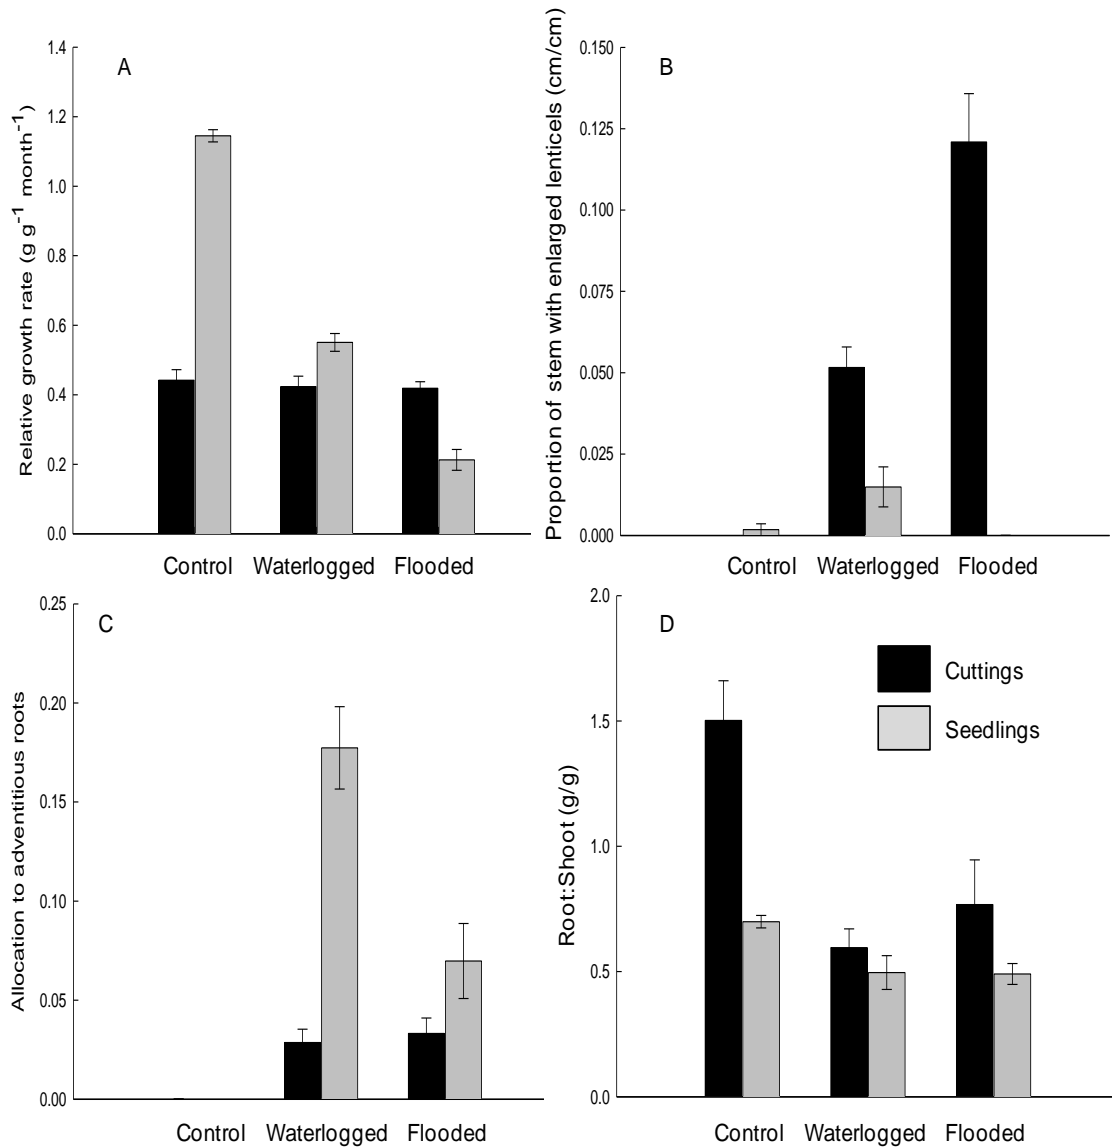 A
Relative growth rate (g g⁻¹ month⁻¹)
1.4
1.2
1.0
0.8
0.6
0.4
0.2
0.0
Control Waterlogged Flooded
B
Proportion of stem with enlarged lenticels (cm/cm)
0.150
0.125
0.100
0.075
0.050
0.025
0.000
Control Waterlogged Flooded
C
Allocation to adventitious roots
0.25
0.20
0.15
0.10
0.05
0.00
Control Waterlogged Flooded
D
Root:Shoot (g/g)
2.0
1.5
1.0
0.5
0.0
Cuttings
Seedlings
Control Waterlogged Flooded